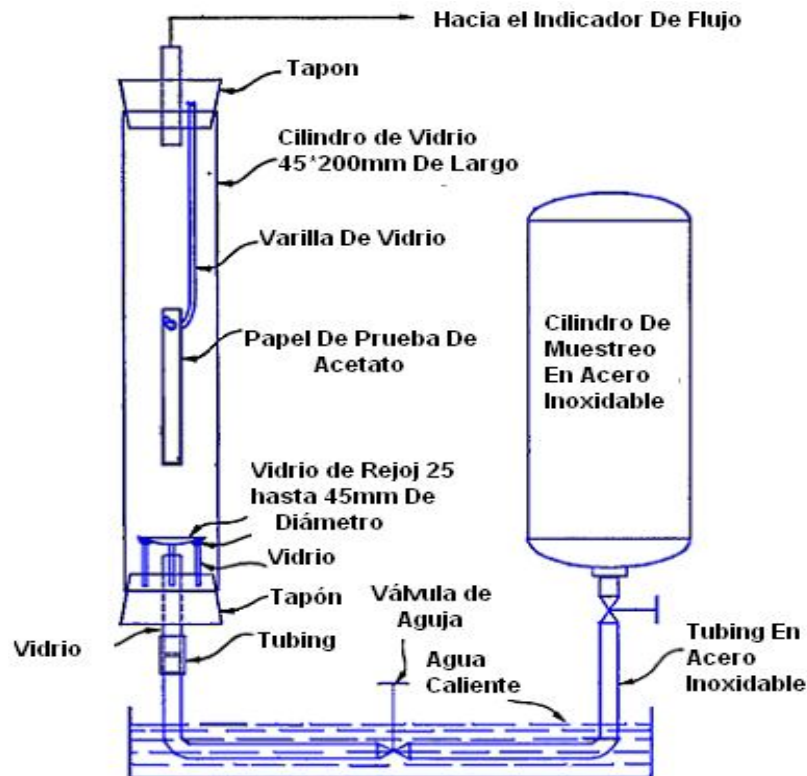 Hacia el Indicador De Flujo
Tapon
Cilindro de Vidrio
45*200mm De Largo
Varilla De Vidrio
Papel De Prueba De
Acetato
Cilindro De
Muestreo
En Acero
Inoxidable
Vidrio de Rejoj 25
hasta 45mm De
Diámetro
Vidrio
Tapón
Vidrio
Tubing
Válvula de
Aguja
Agua
Caliente
Tubing En
Acero
Inoxidable